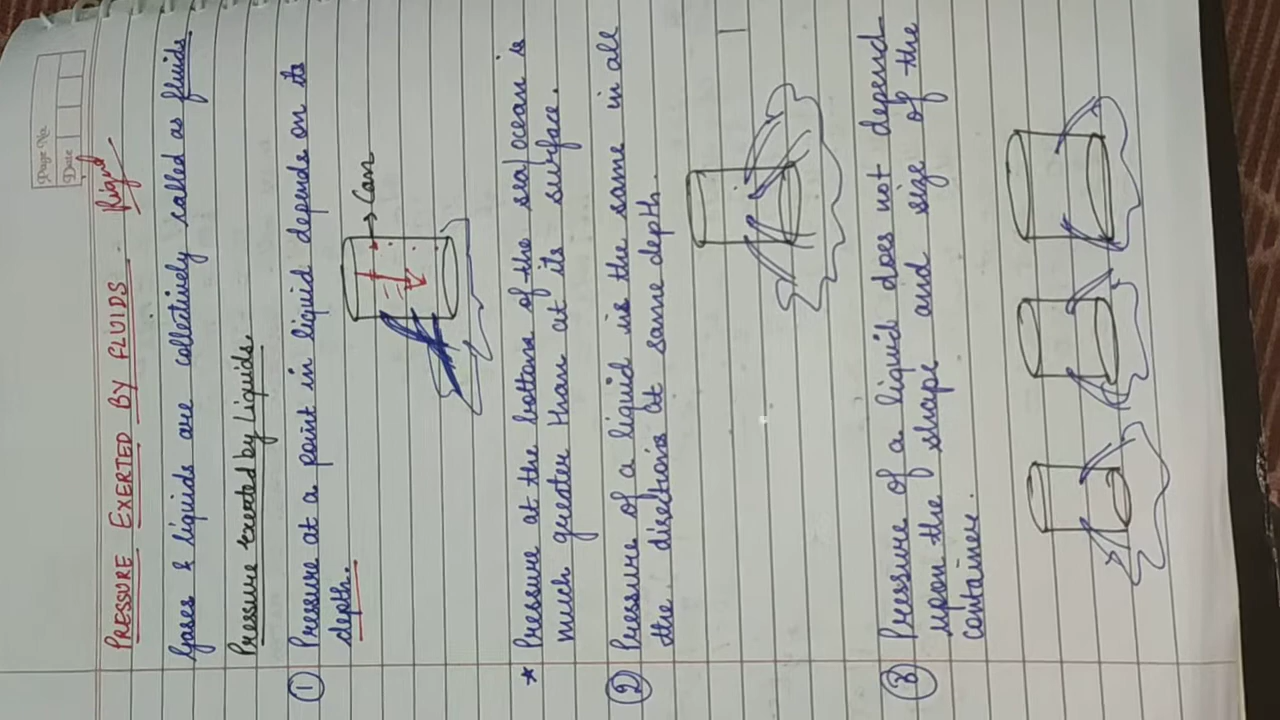 Page No.
Date
PRESSURE EXERTED BY FLUIDS. Liquid
Gases & liquids are collectively called as fluids.
Pressure exerted by Liquids.
① Pressure at a point in liquid depends on its
depth.
→ Can
* Pressure at the bottom of the sea/ocean is
much greater than at its surface.
② Pressure of a liquid is the same in all
the directions at same depth.
③ Pressure of a liquid does not depend
upon the shape and size of the
container.